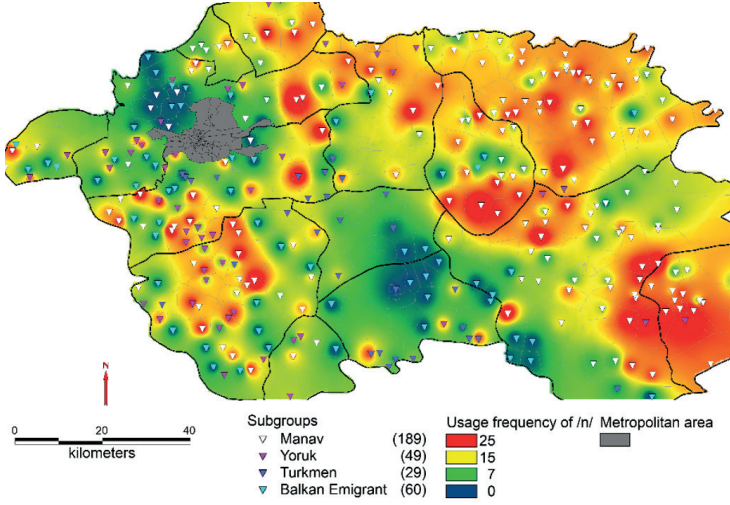 N
0 20 40
kilometers
Subgroups
Manav (189)
Yoruk (49)
Turkmen (29)
Balkan Emigrant (60)
Usage frequency of /n/
25
15
7
0
Metropolitan area